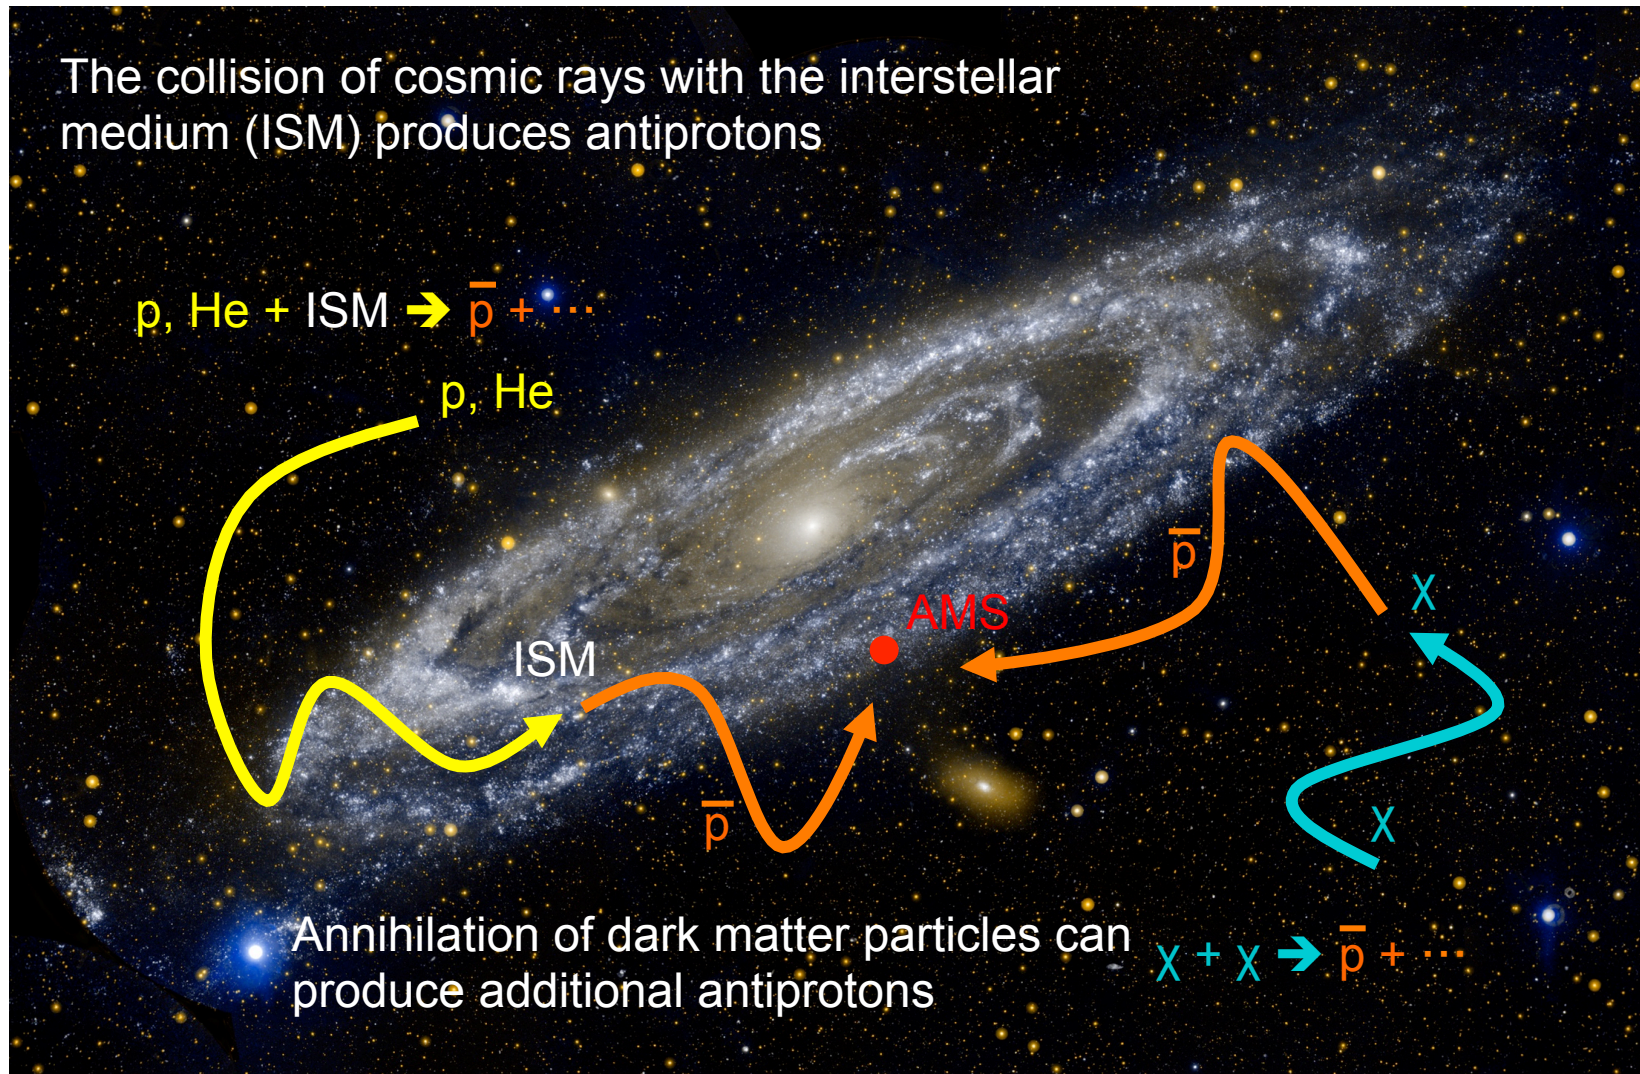 The collision of cosmic rays with the interstellar
medium (ISM) produces antiprotons
p, He + ISM ➔ p̅ + ⋯
p, He
p̅
χ
AMS
ISM
p̅
χ
Annihilation of dark matter particles can
produce additional antiprotons
χ + χ ➔ p̅ + ⋯